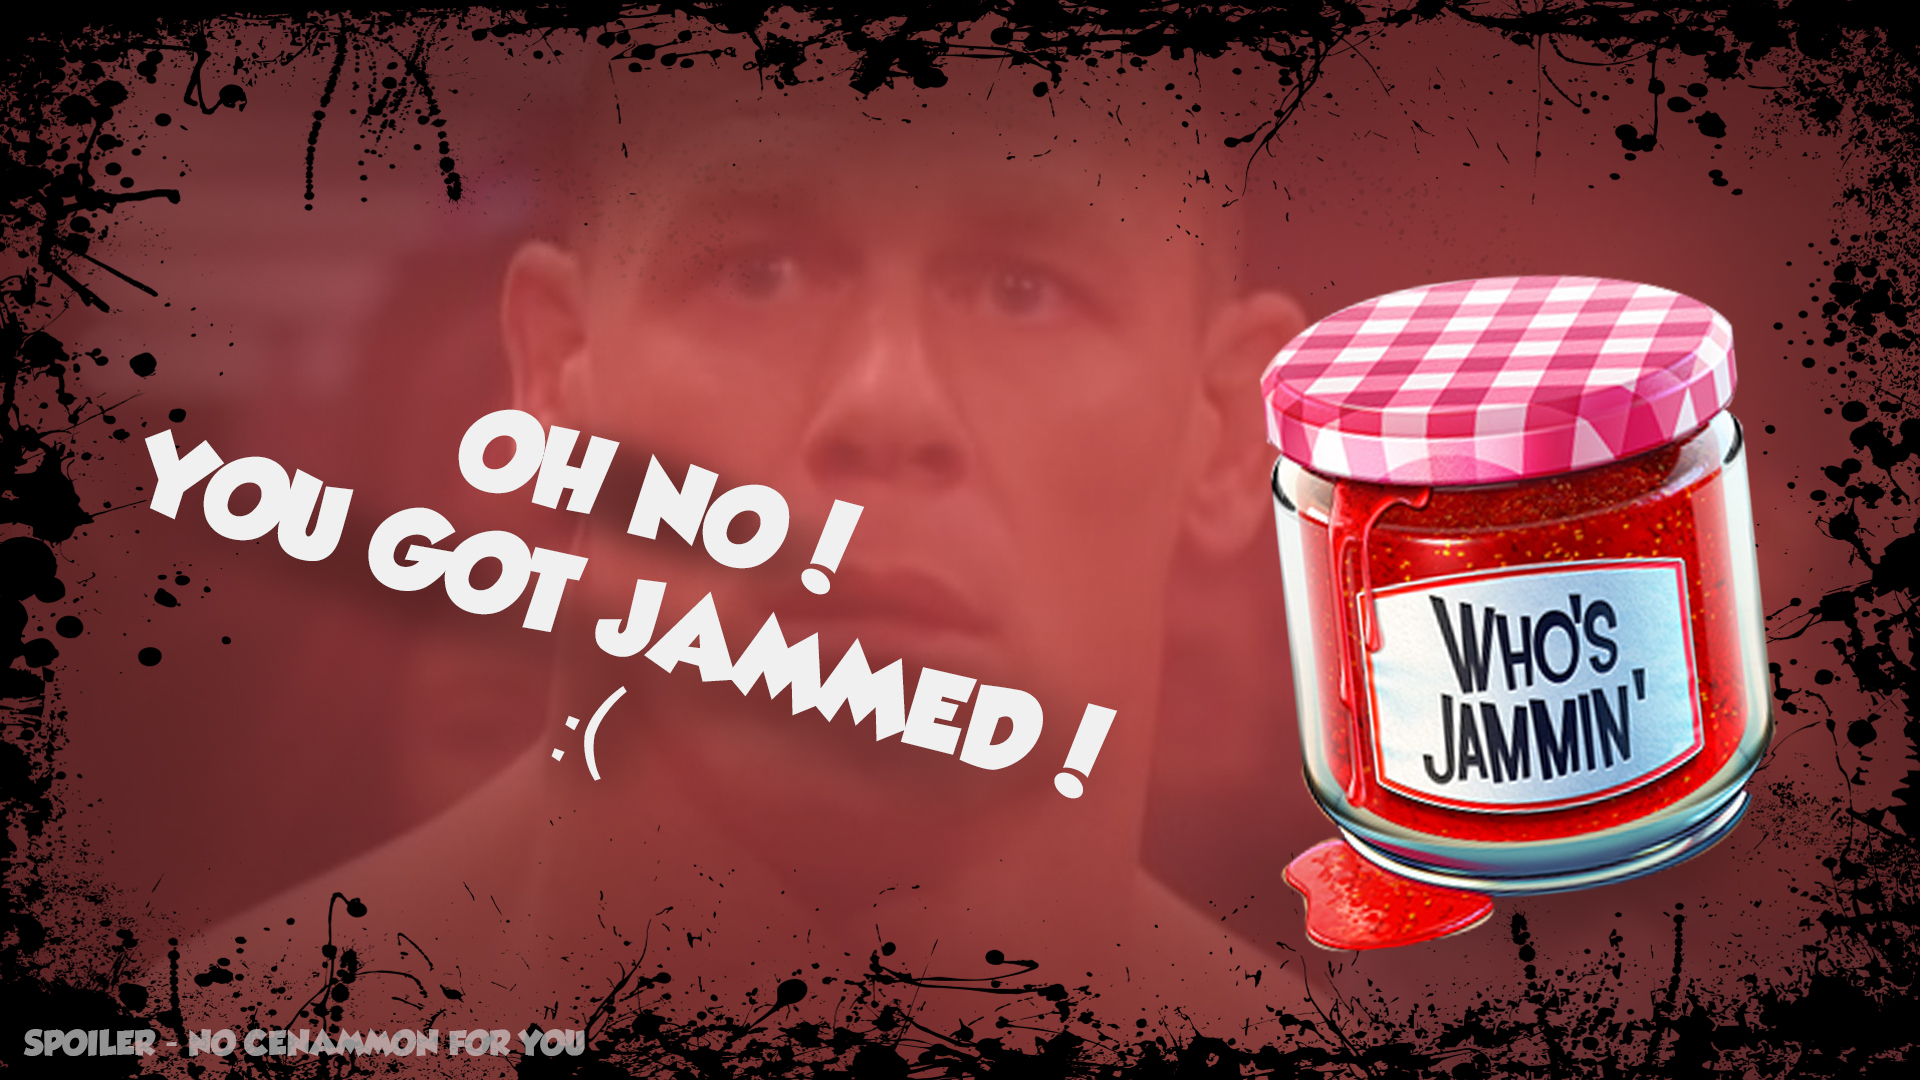 OH NO !
YOU GOT JAMMED !
:(
WHO'S
JAMMIN'
SPOILER - NO CENAMMON FOR YOU